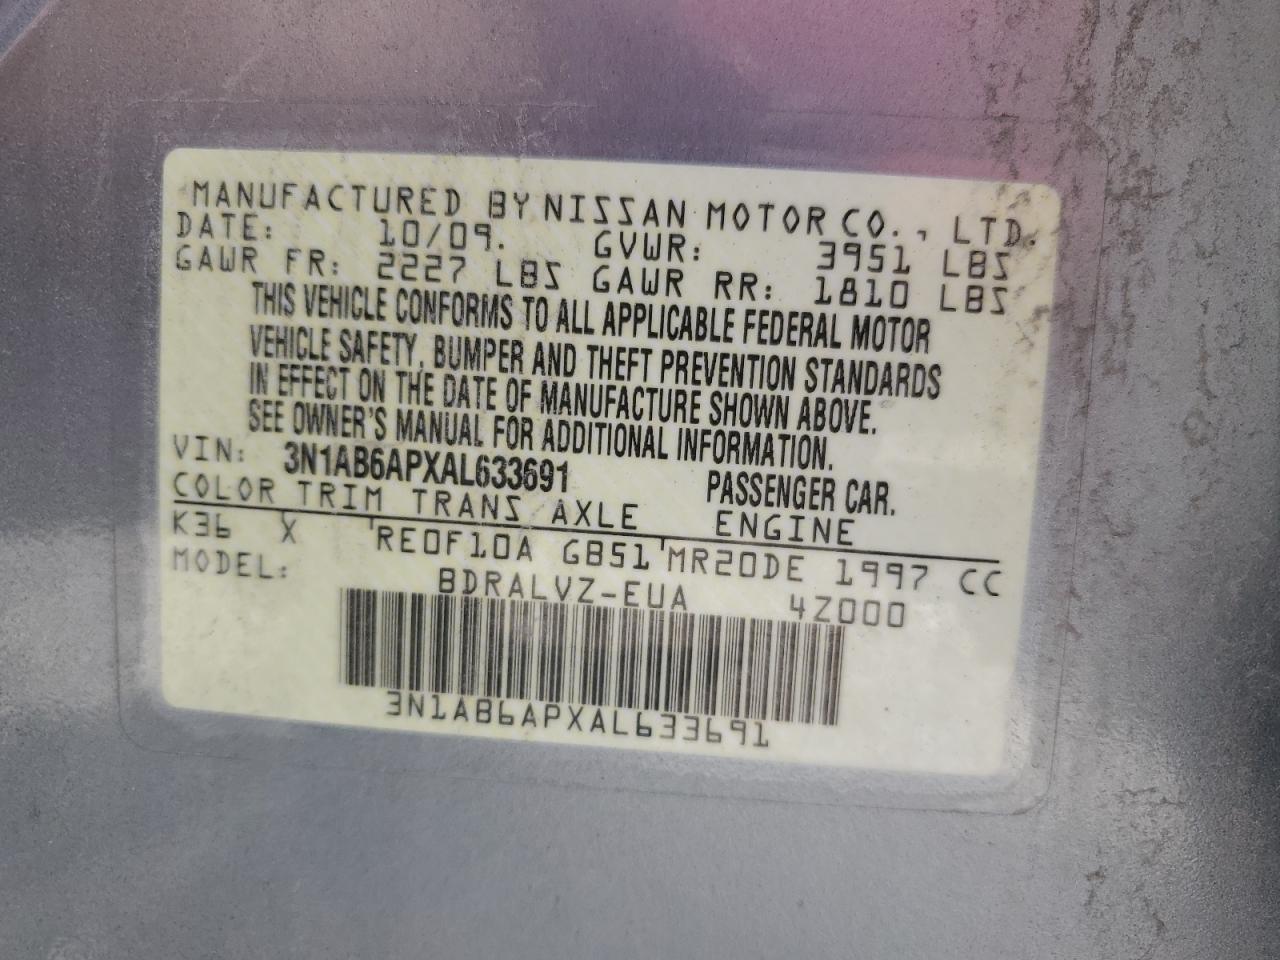 MANUFACTURED BY NISSAN MOTOR CO., LTD.
DATE: 10/09. GVWR: 3951 LBS
GAWR FR: 2227 LBS GAWR RR: 1810 LBS
THIS VEHICLE CONFORMS TO ALL APPLICABLE FEDERAL MOTOR
VEHICLE SAFETY, BUMPER AND THEFT PREVENTION STANDARDS
IN EFFECT ON THE DATE OF MANUFACTURE SHOWN ABOVE.
SEE OWNER'S MANUAL FOR ADDITIONAL INFORMATION.
VIN: 3N1AB6APXAL633691 PASSENGER CAR.
COLOR TRIM TRANS AXLE ENGINE
K36 X RE0F10A GB51 MR20DE 1997 CC
MODEL: BDRALVZ-EUA 4Z000
3N1AB6APXAL633691